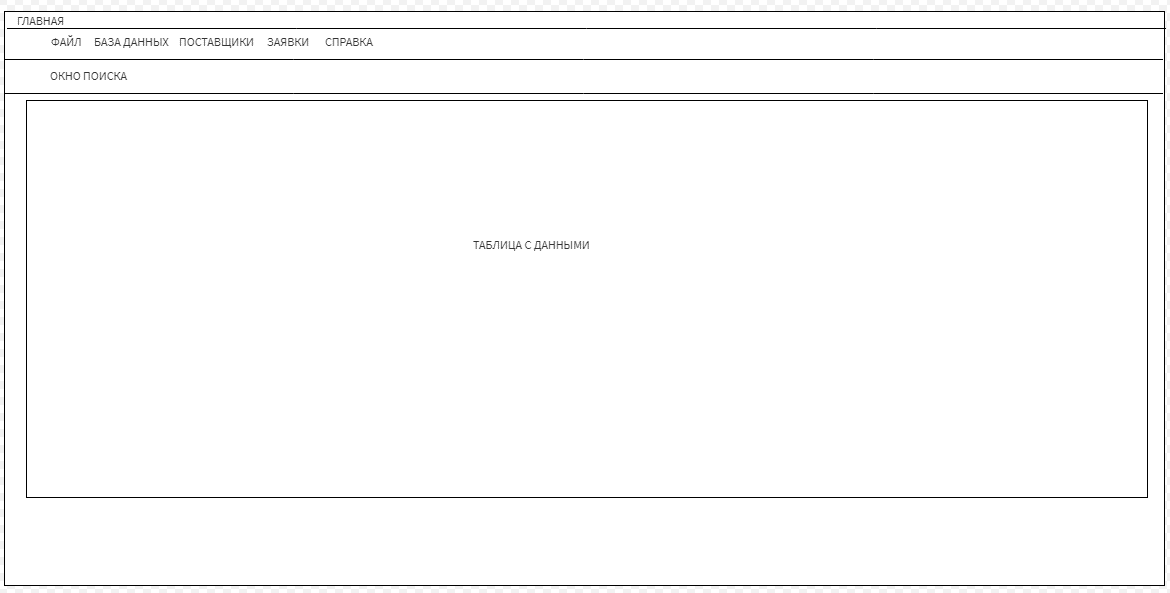 ГЛАВНАЯ
ФАЙЛ БАЗА ДАННЫХ ПОСТАВЩИКИ ЗАЯВКИ СПРАВКА
ОКНО ПОИСКА
ТАБЛИЦА С ДАННЫМИ